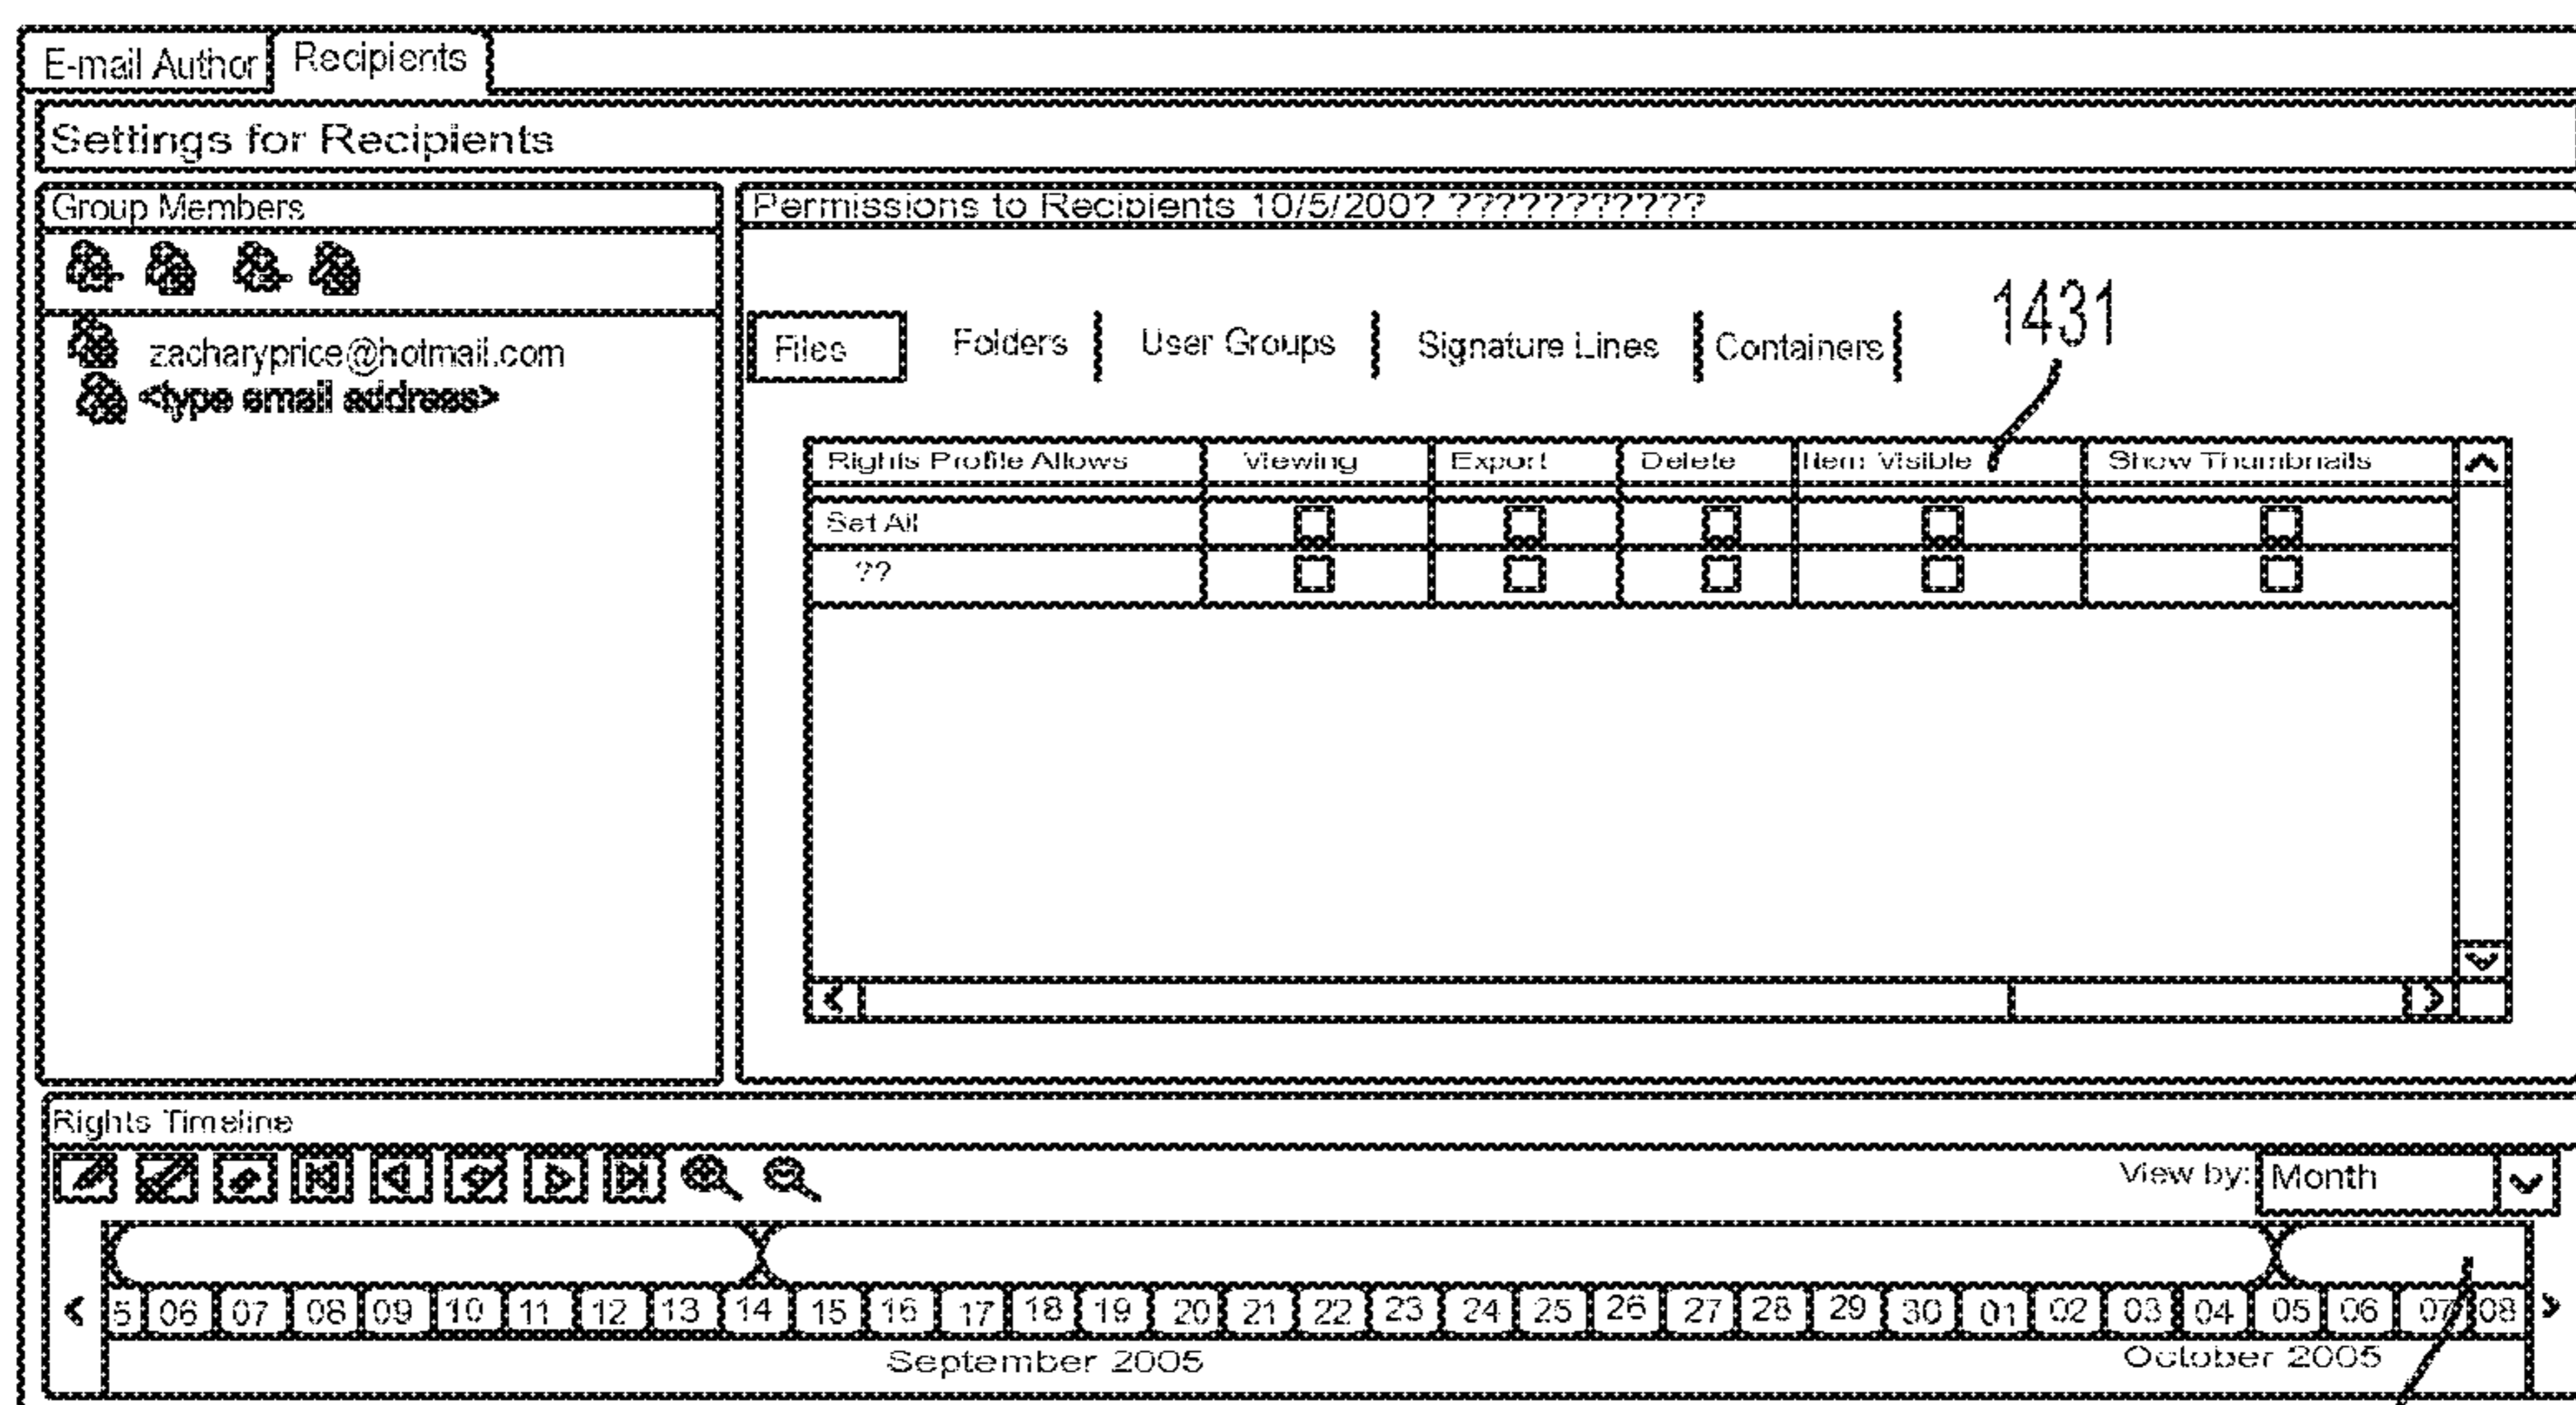 E-mail Author Recipients
Settings for Recipients
Group Members
zacharyprice@hotmail.com
<type email address>
Permissions to Recipients 10/5/200? ???????????
1431
Files Folders User Groups Signature Lines Containers
Rights Profile Allows Viewing Export Delete Item Visible Show Thumbnails
Set All
??
Rights Timeline
View by: Month
5 06 07 08 09 10 11 12 13 14 15 16 17 18 19 20 21 22 23 24 25 26 27 28 29 30 01 02 03 04 05 06 07 08
September 2005 October 2005